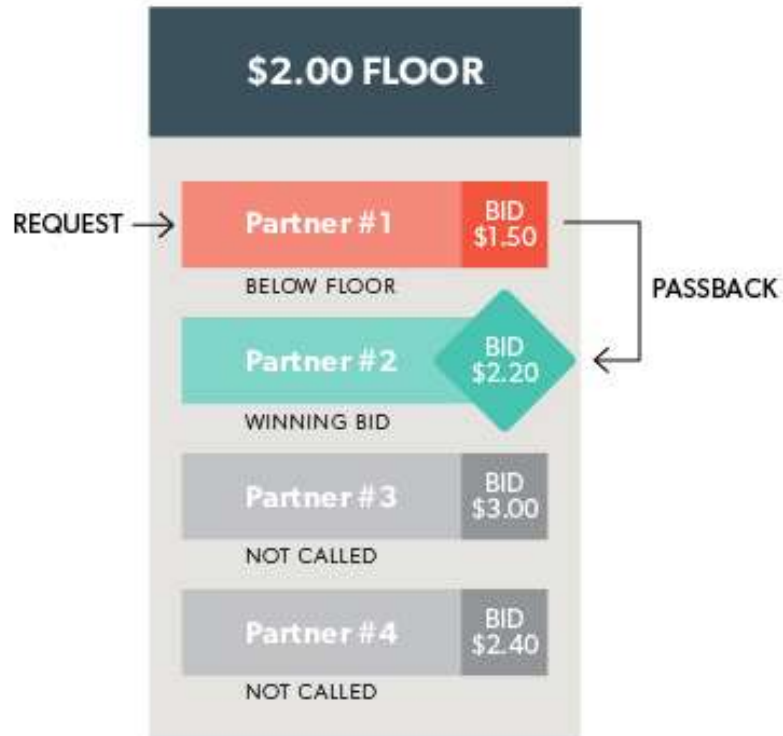 $2.00 FLOOR
REQUEST
Partner #1
BID
$1.50
BELOW FLOOR
PASSBACK
Partner #2
BID
$2.20
WINNING BID
Partner #3
BID
$3.00
NOT CALLED
Partner #4
BID
$2.40
NOT CALLED